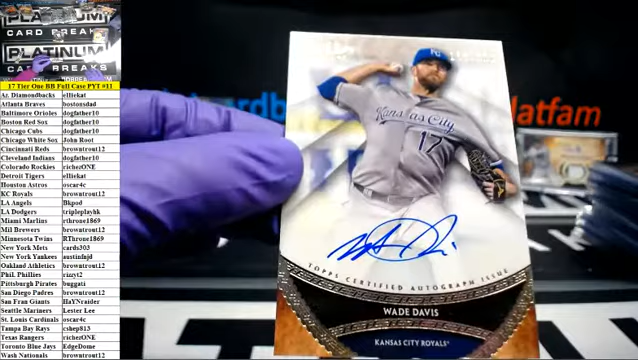 PLATINUM
CARD BREAKS
PLATINUM
CARD BREAKS
17 Tier One BB Full Case PYT #11
Ar. Diamondbacks elliekat
Atlanta Braves bostonsdad
Baltimore Orioles dogfather10
Boston Red Sox dogfather10
Chicago Cubs dogfather10
Chicago White Sox John Root
Cincinnati Reds browntrout12
Cleveland Indians dogfather10
Colorado Rockies richezONE
Detroit Tigers elliekat
Houston Astros oscar4c
KC Royals browntrout12
LA Angels Bkpod
LA Dodgers tripleplayhk
Miami Marlins rthrone1869
Mil Brewers browntrout12
Minnesota Twins RThrone1869
New York Mets cards303
New York Yankees austinfnjd
Oakland Athletics browntrout12
Phil. Phillies rizzyt2
Pittsburgh Pirates buggati
San Diego Padres browntrout12
San Fran Giants HaYNraider
Seattle Mariners Lester Lee
St. Louis Cardinals oscar4c
Tampa Bay Rays cshep813
Texas Rangers richezONE
Toronto Blue Jays EdgeDome
Wash Nationals browntrout12
platfam
Kansas City
17
TOPPS CERTIFIED AUTOGRAPH ISSUE
WADE DAVIS
KANSAS CITY ROYALS